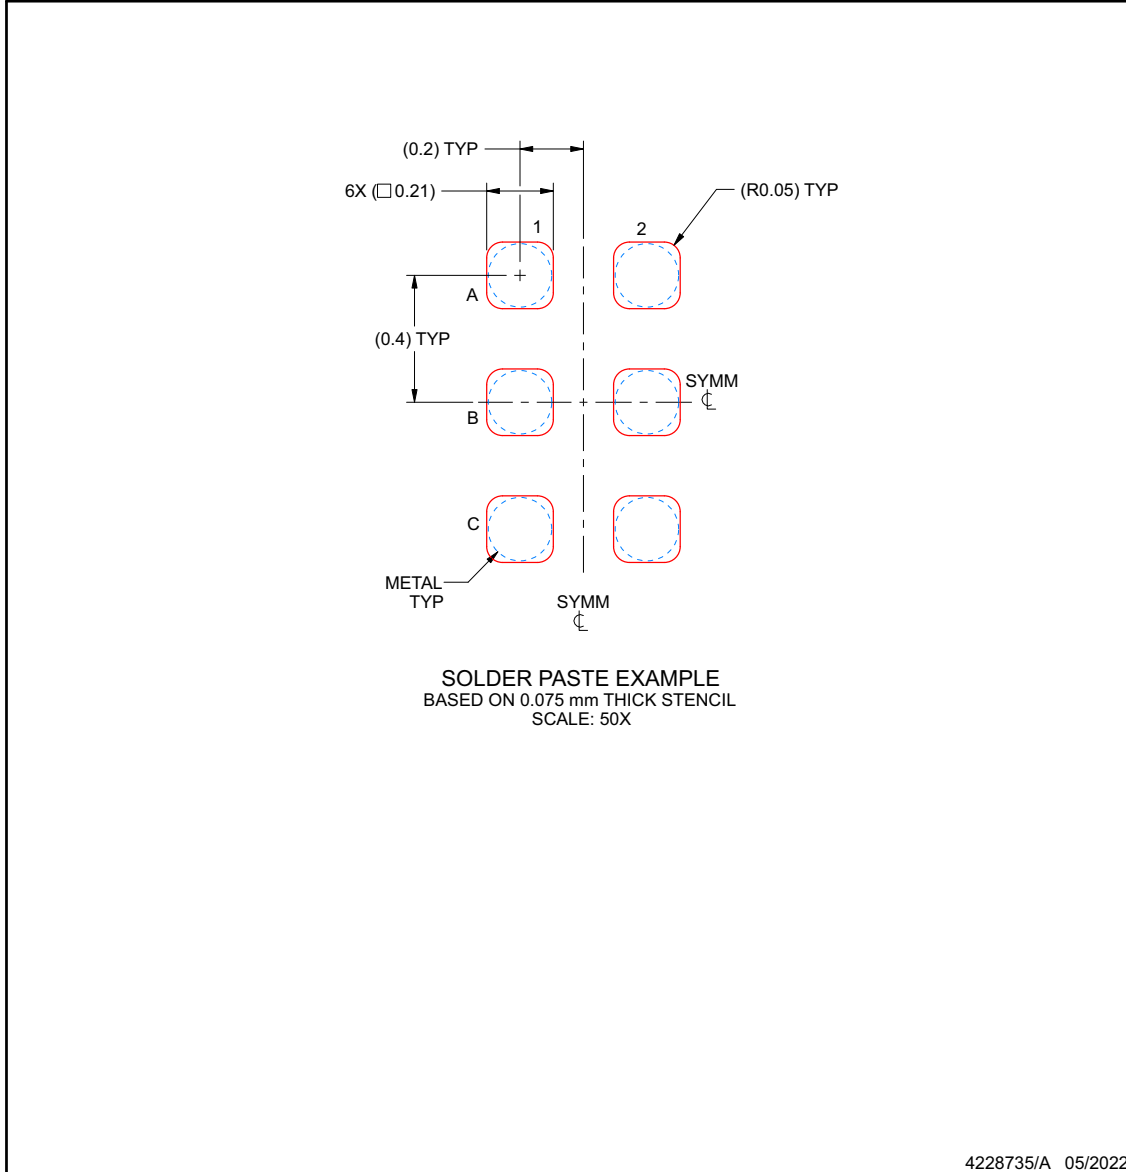 (0.2) TYP
6X (□ 0.21)
(R0.05) TYP
1
2
A
(0.4) TYP
SYMM
℄
B
C
METAL
TYP
SYMM
℄
SOLDER PASTE EXAMPLE
BASED ON 0.075 mm THICK STENCIL
SCALE: 50X
4228735/A 05/2022